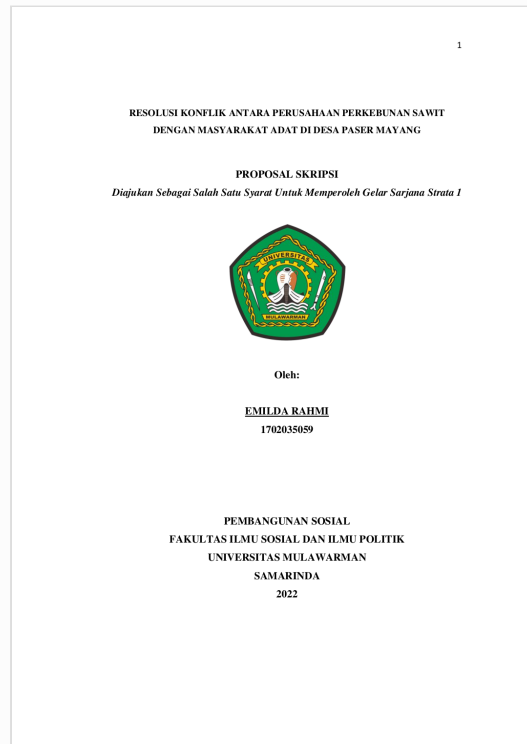 1
RESOLUSI KONFLIK ANTARA PERUSAHAAN PERKEBUNAN SAWIT
DENGAN MASYARAKAT ADAT DI DESA PASER MAYANG
PROPOSAL SKRIPSI
Diajukan Sebagai Salah Satu Syarat Untuk Memperoleh Gelar Sarjana Strata 1
UNIVERSITAS
MULAWARMAN
Oleh:
EMILDA RAHMI
1702035059
PEMBANGUNAN SOSIAL
FAKULTAS ILMU SOSIAL DAN ILMU POLITIK
UNIVERSITAS MULAWARMAN
SAMARINDA
2022